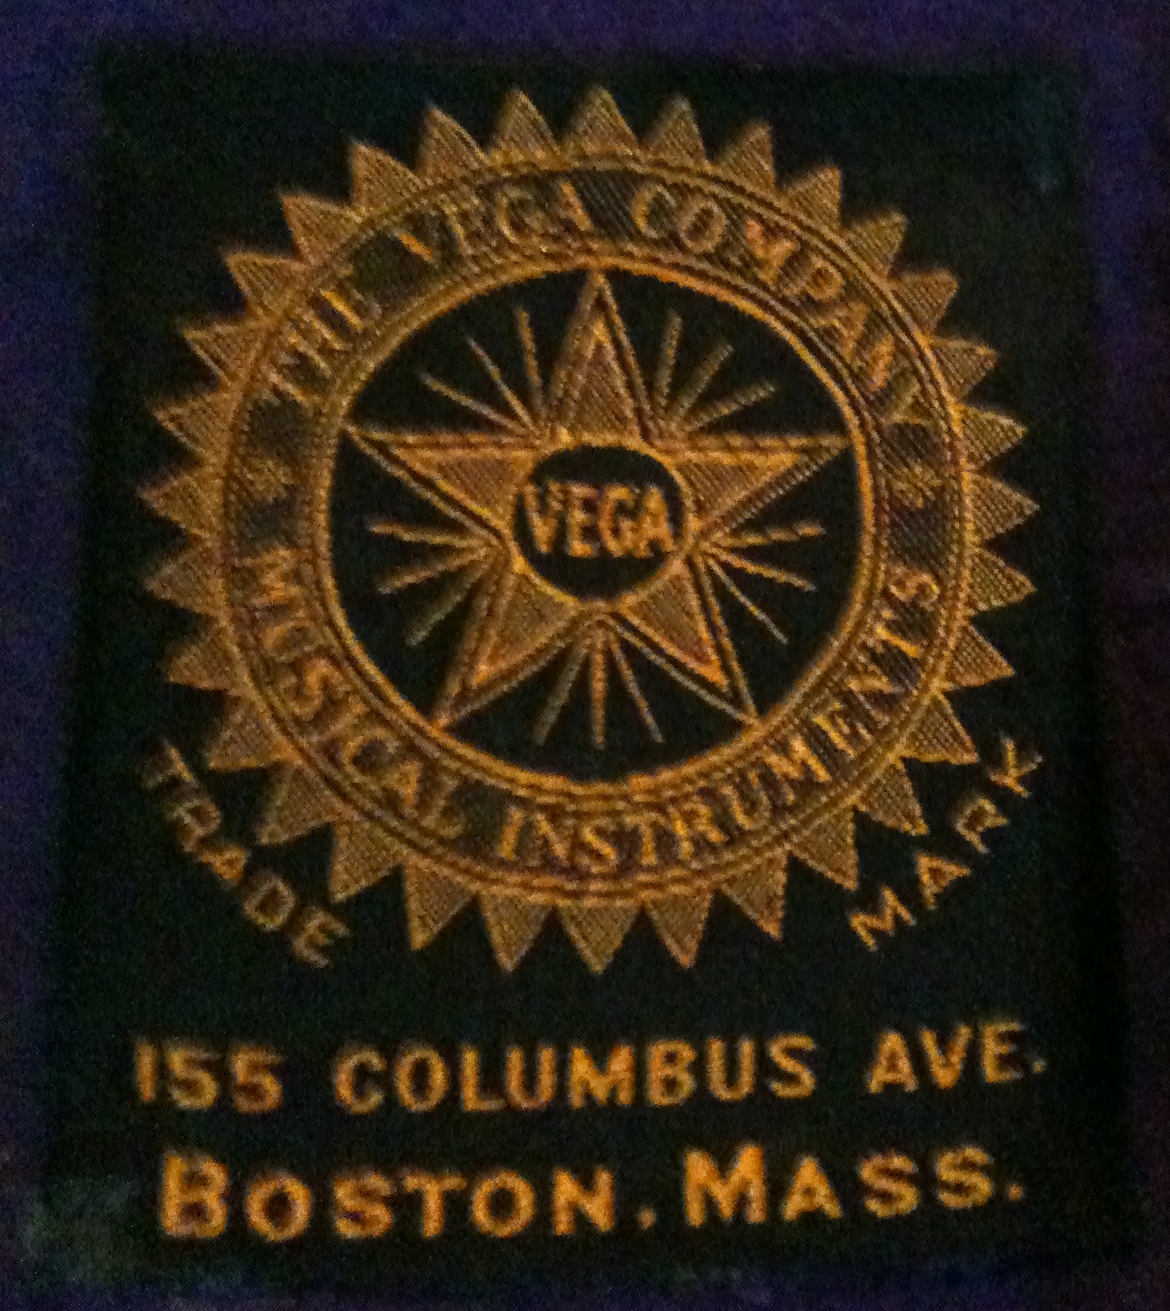 THE VEGA COMPANY
VEGA
MUSICAL INSTRUMENTS
TRADE MARK
155 COLUMBUS AVE.
BOSTON. MASS.